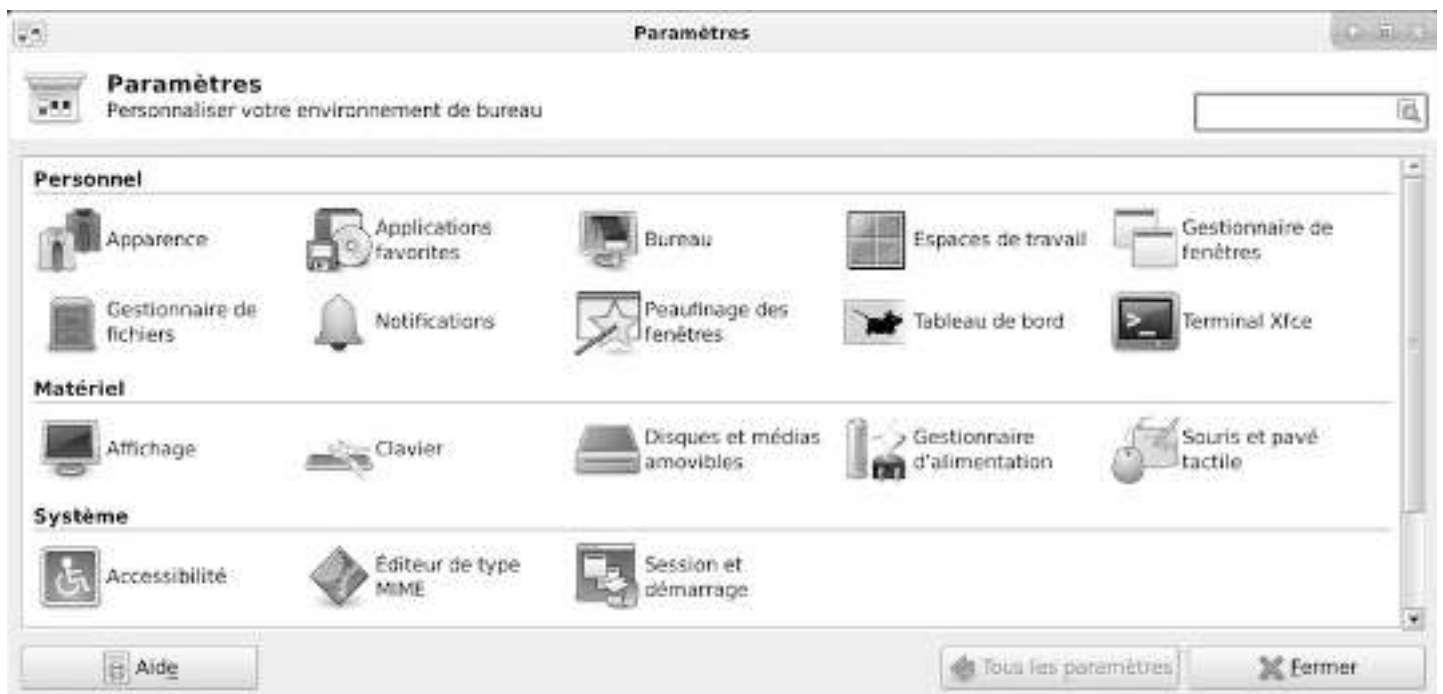 Paramètres
Paramètres
Personnaliser votre environnement de bureau
Personnel
Apparence
Applications
favorites
Bureau
Espaces de travail
Gestionnaire de
fenêtres
Gestionnaire de
fichiers
Notifications
Peaufinage des
fenêtres
Tableau de bord
Terminal Xfce
Matériel
Affichage
Clavier
Disques et médias
amovibles
Gestionnaire
d'alimentation
Souris et pavé
tactile
Système
Accessibilité
Éditeur de type
MIME
Session et
démarrage
Aide
Tous les paramètres
Fermer